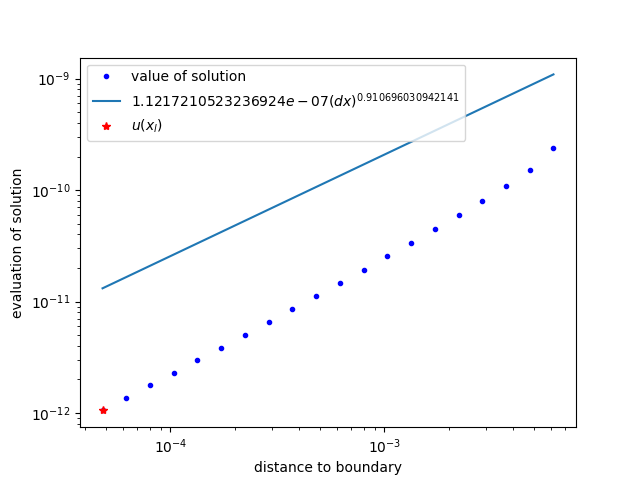 10⁻⁹
10⁻¹⁰
10⁻¹¹
10⁻¹²
evaluation of solution
value of solution
1.1217210523236924e − 07(dx)^0.910696030942141
u(x_l)
10⁻⁴
10⁻³
distance to boundary